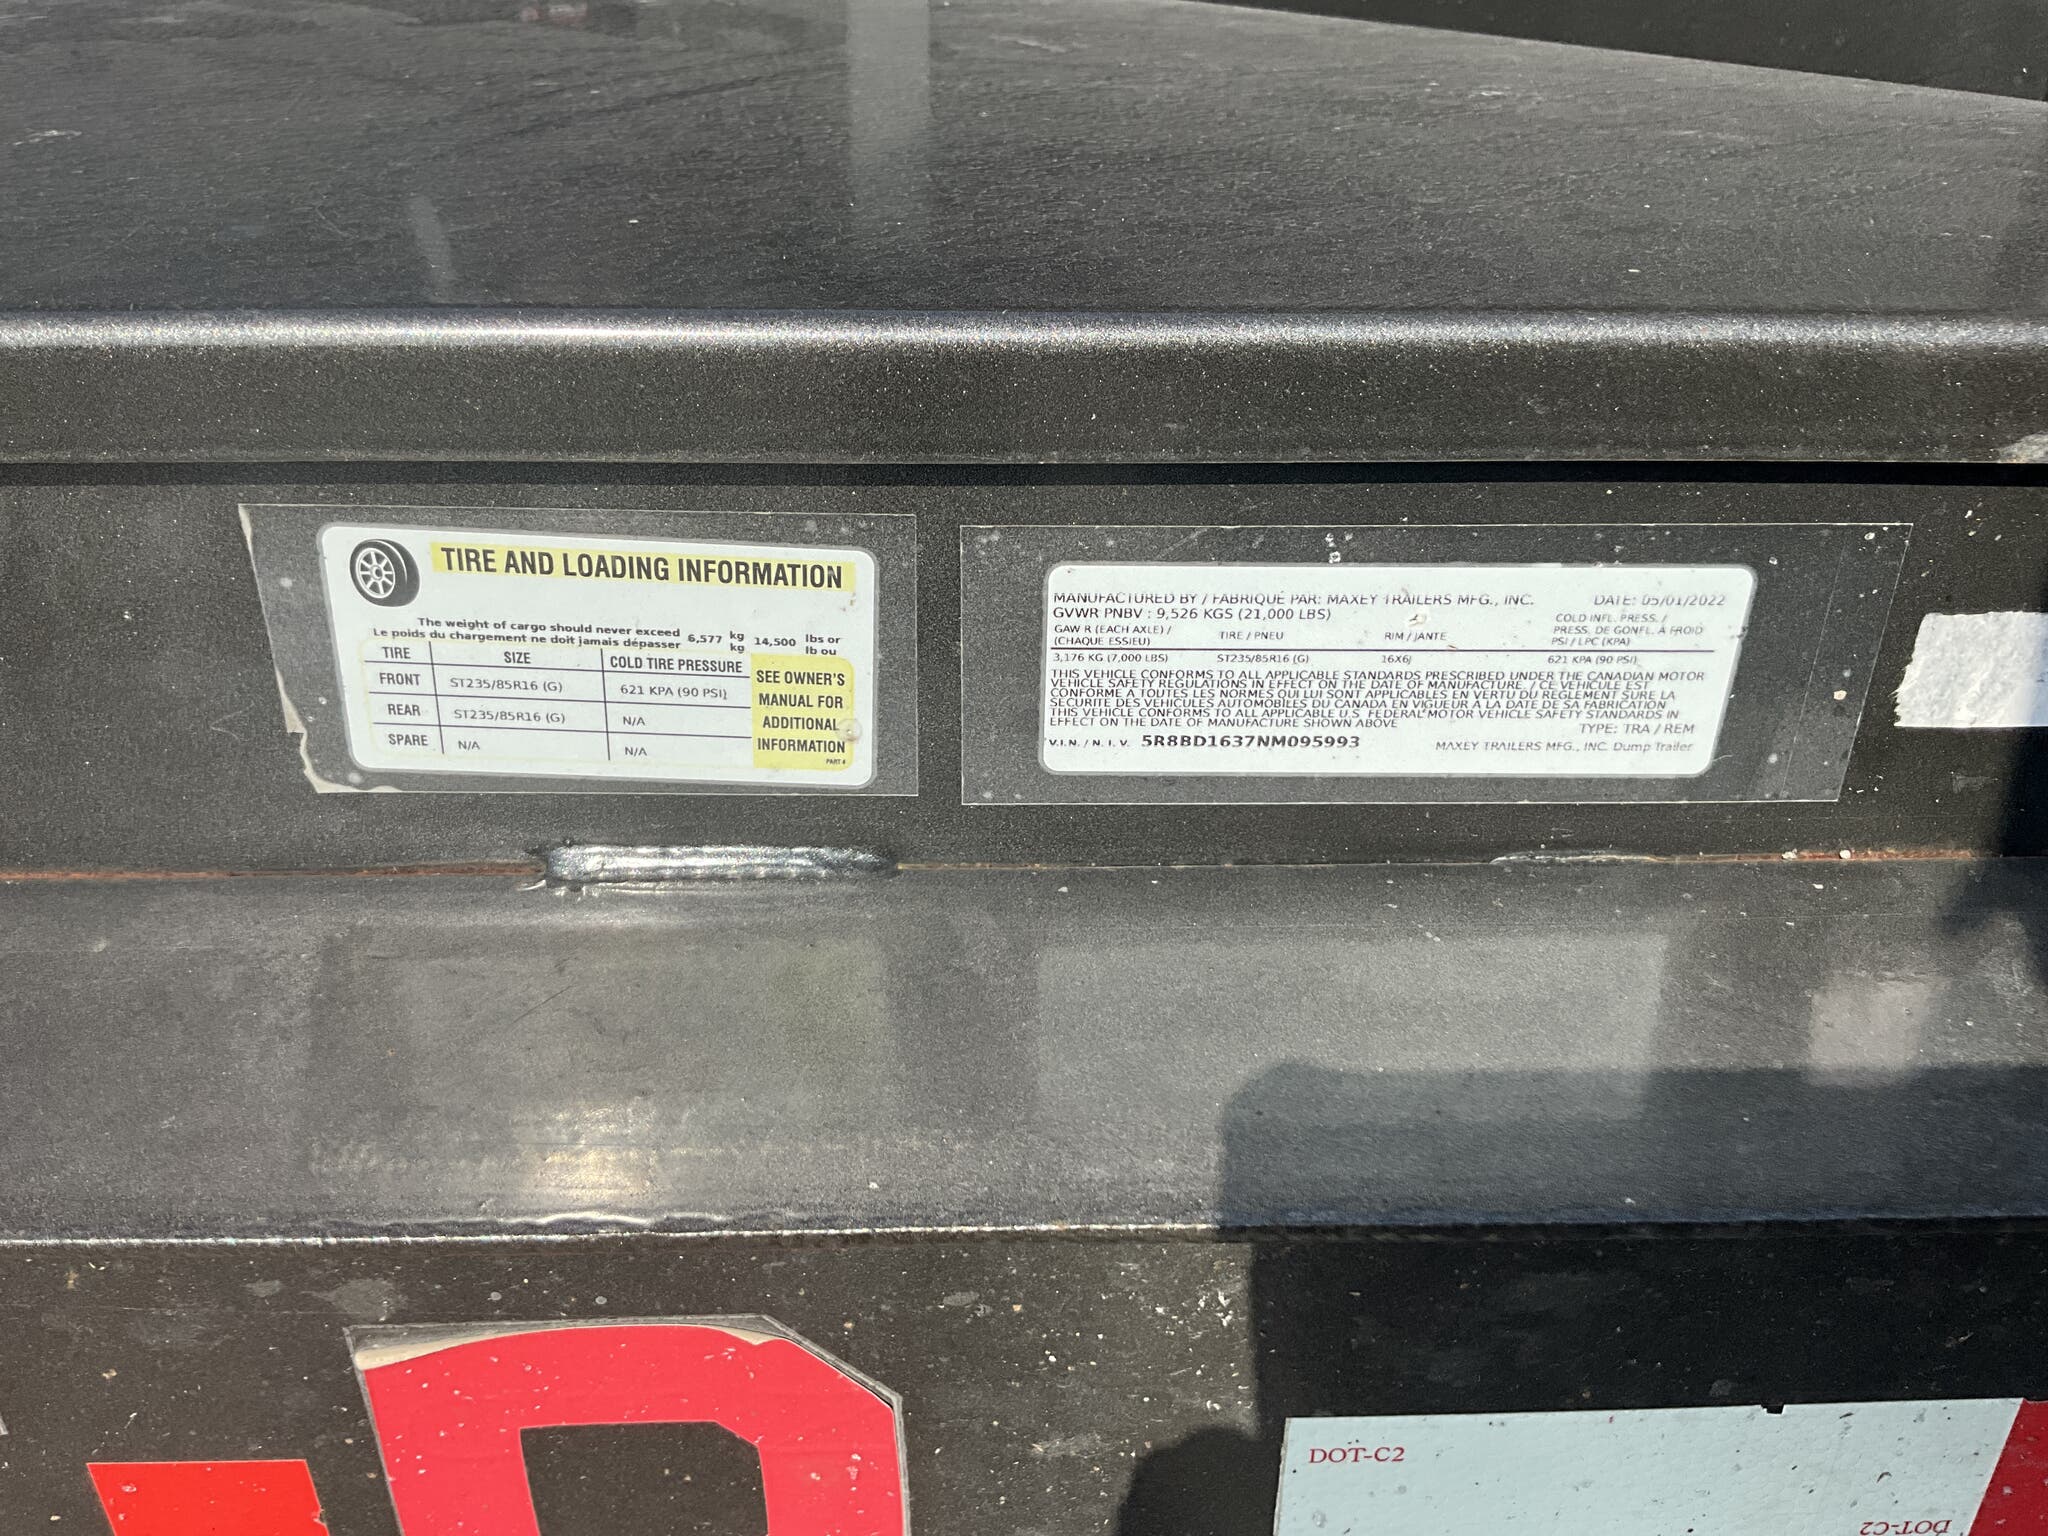 TIRE AND LOADING INFORMATION
The weight of cargo should never exceed 6,577 kg 14,500 lbs or
Le poids du chargement ne doit jamais dépasser kg lb ou
TIRE SIZE COLD TIRE PRESSURE
FRONT ST235/85R16 (G) 621 KPA (90 PSI)
REAR ST235/85R16 (G) N/A
SPARE N/A N/A
SEE OWNER'S
MANUAL FOR
ADDITIONAL
INFORMATION
MANUFACTURED BY / FABRIQUÉ PAR: MAXEY TRAILERS MFG., INC. DATE: 05/01/2022
GVWR PNBV : 9,526 KGS (21,000 LBS)
GAW R (EACH AXLE) / (CHAQUE ESSIEU) TIRE / PNEU RIM / JANTE COLD INFL. PRESS. / PRESS. DE GONFL. À FROID PSI / LPC (KPA)
3,176 KG (7,000 LBS) ST235/85R16 (G) 16X6J 621 KPA (90 PSI)
THIS VEHICLE CONFORMS TO ALL APPLICABLE STANDARDS PRESCRIBED UNDER THE CANADIAN MOTOR
VEHICLE SAFETY REGULATIONS IN EFFECT ON THE DATE OF MANUFACTURE / CE VEHICULE EST
CONFORME A TOUTES LES NORMES QUI LUI SONT APPLICABLES EN VERTU DU REGLEMENT SURE LA
SECURITE DES VEHICULES AUTOMOBILES DU CANADA EN VIGUEUR A LA DATE DE SA FABRICATION
THIS VEHICLE CONFORMS TO ALL APPLICABLE U.S. FEDERAL MOTOR VEHICLE SAFETY STANDARDS IN
EFFECT ON THE DATE OF MANUFACTURE SHOWN ABOVE
TYPE: TRA / REM
V.I.N. / N. I. V. 5R8BD1637NM095993 MAXEY TRAILERS MFG., INC. Dump Trailer
DOT-C2
DOT-C2